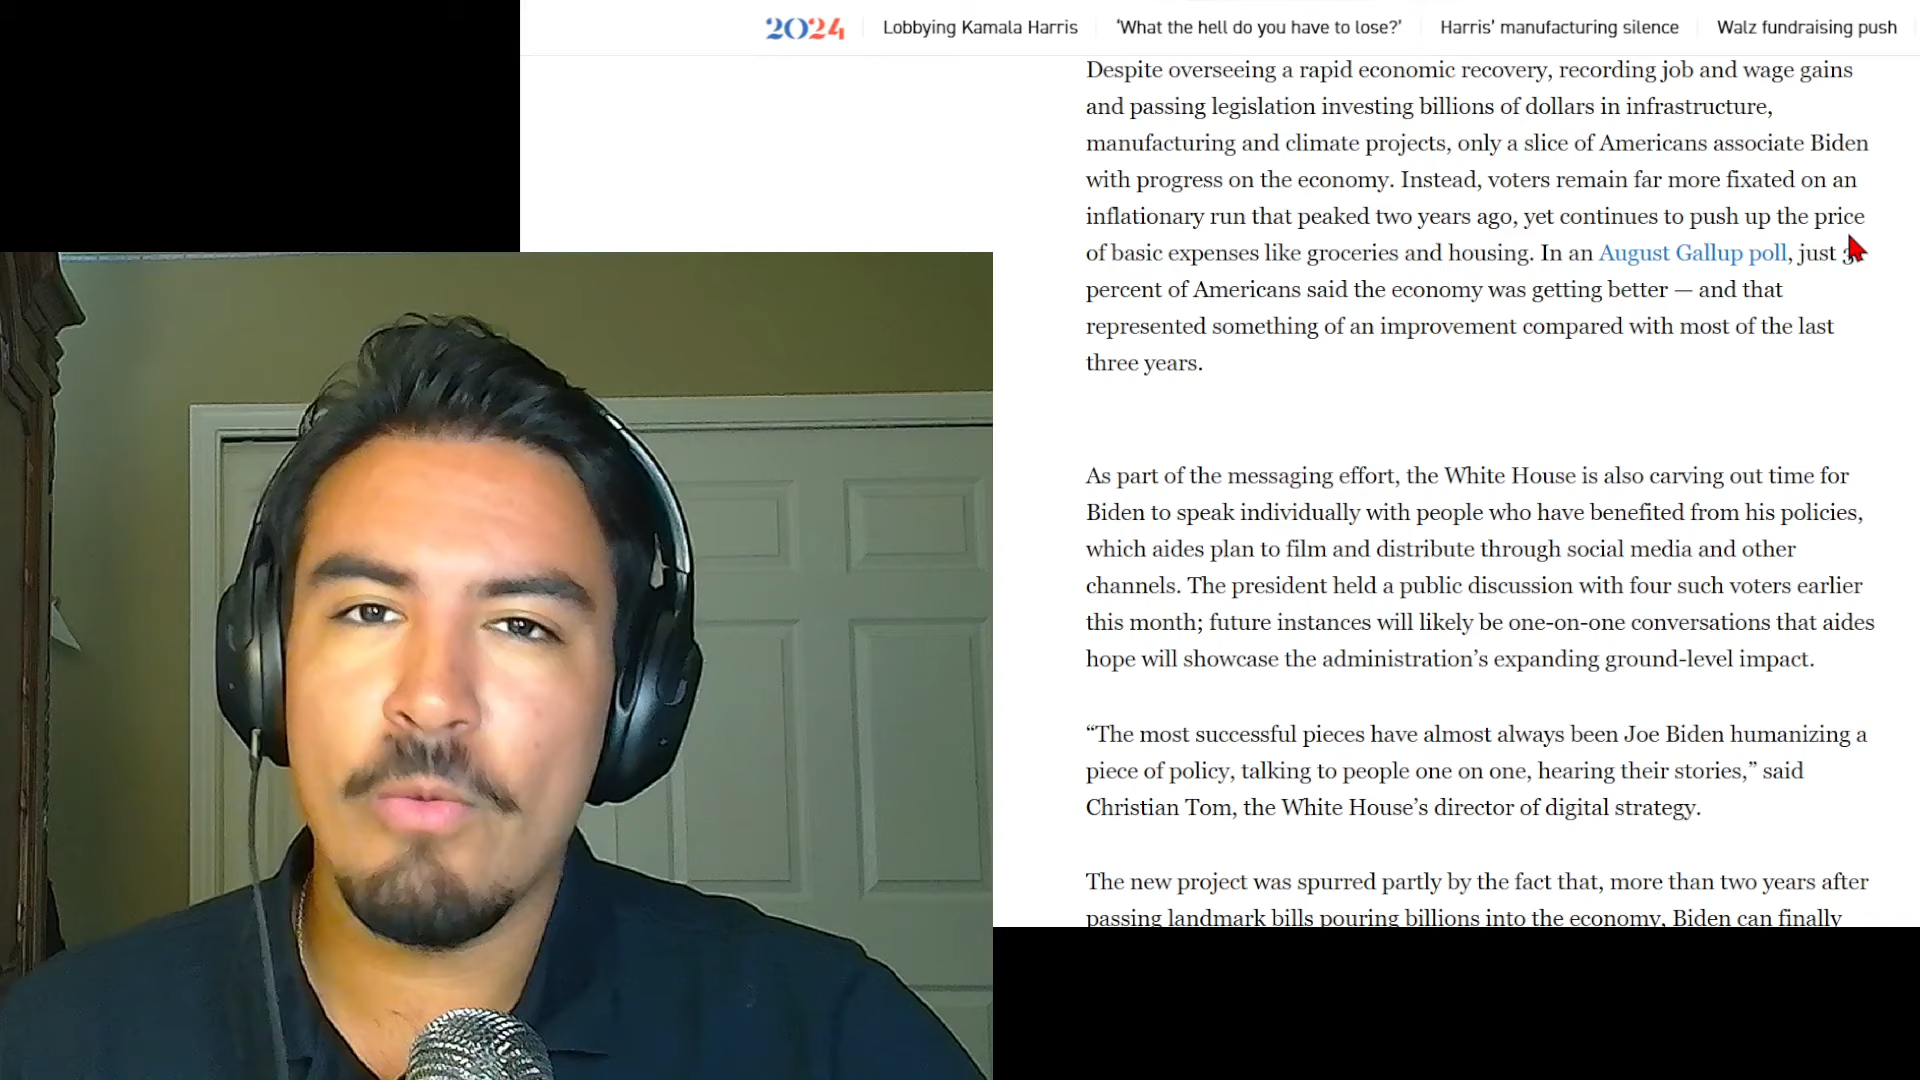 2024 Lobbying Kamala Harris ‘What the hell do you have to lose?’ Harris’ manufacturing silence Walz fundraising push
Despite overseeing a rapid economic recovery, recording job and wage gains
and passing legislation investing billions of dollars in infrastructure,
manufacturing and climate projects, only a slice of Americans associate Biden
with progress on the economy. Instead, voters remain far more fixated on an
inflationary run that peaked two years ago, yet continues to push up the price
of basic expenses like groceries and housing. In an August Gallup poll, just
percent of Americans said the economy was getting better — and that
represented something of an improvement compared with most of the last
three years.
As part of the messaging effort, the White House is also carving out time for
Biden to speak individually with people who have benefited from his policies,
which aides plan to film and distribute through social media and other
channels. The president held a public discussion with four such voters earlier
this month; future instances will likely be one-on-one conversations that aides
hope will showcase the administration’s expanding ground-level impact.
“The most successful pieces have almost always been Joe Biden humanizing a
piece of policy, talking to people one on one, hearing their stories,” said
Christian Tom, the White House’s director of digital strategy.
The new project was spurred partly by the fact that, more than two years after
passing landmark bills pouring billions into the economy, Biden can finally